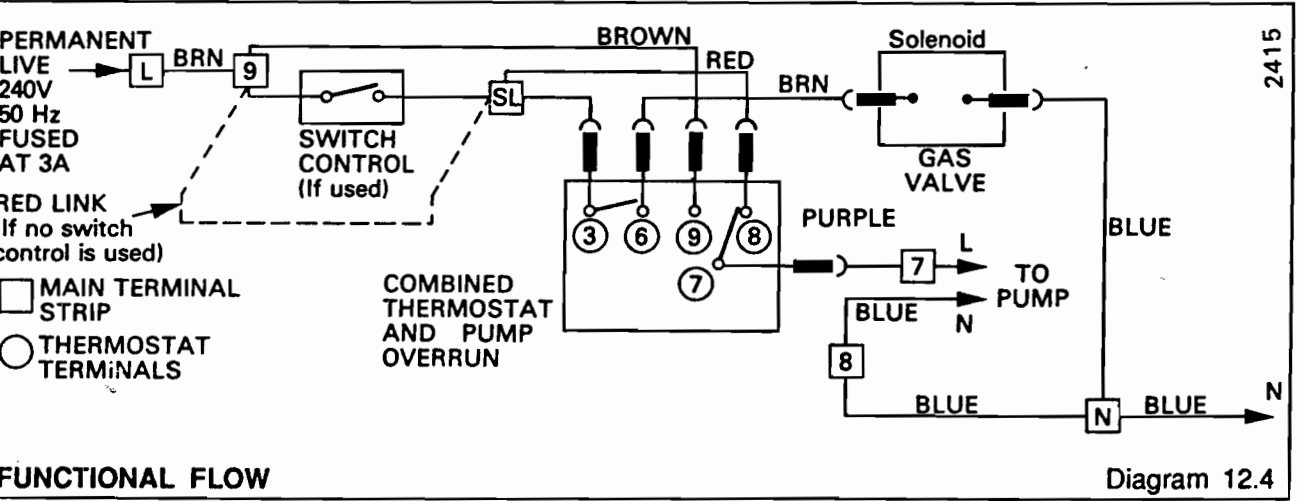 PERMANENT
LIVE
240V
50 Hz
FUSED
AT 3A
L
BRN
9
BROWN
RED
SL
SWITCH
CONTROL
(If used)
BRN
Solenoid
GAS
VALVE
2415
RED LINK
(If no switch
control is used)
3
6
9
8
7
PURPLE
7
L
TO
PUMP
BLUE
N
BLUE
8
BLUE
N
BLUE
N
MAIN TERMINAL
STRIP
THERMOSTAT
TERMiNALS
COMBINED
THERMOSTAT
AND PUMP
OVERRUN
FUNCTIONAL FLOW
Diagram 12.4